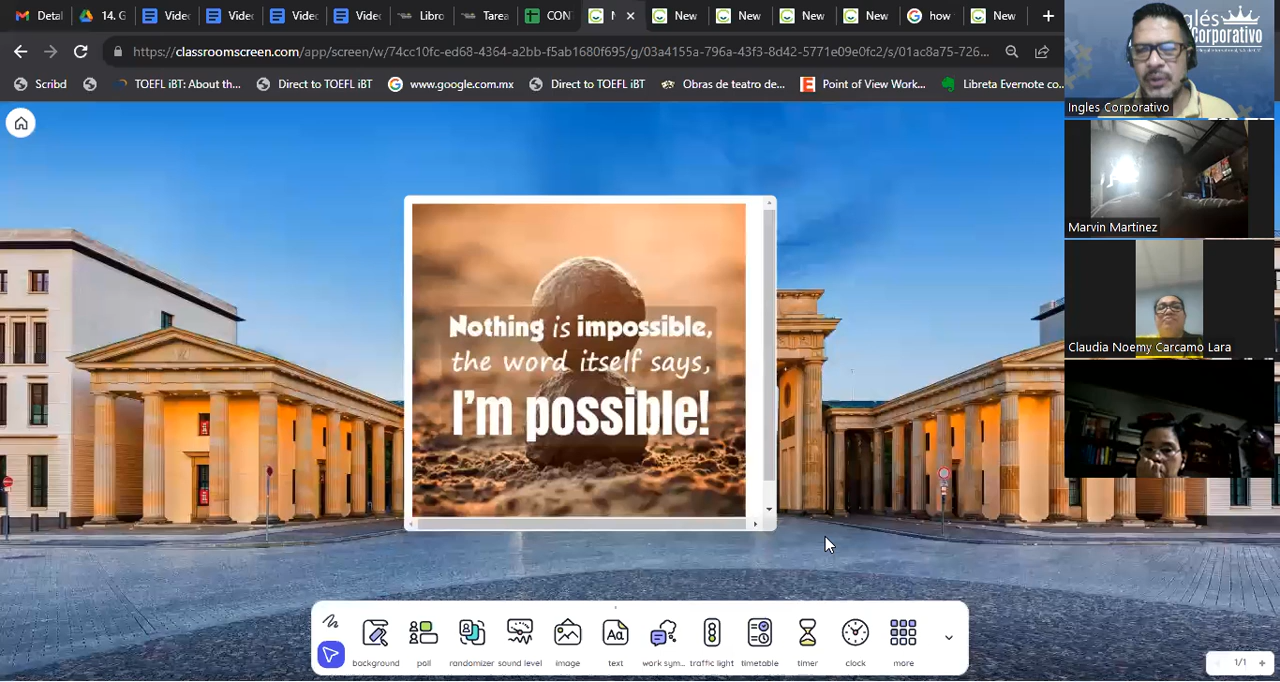 Detal
14. G
Videc
Videc
Videc
Videc
Libro
Tarea
CON
N
New
New
New
New
how
New
https://classroomscreen.com/app/screen/w/74cc10fc-ed68-4364-a2bb-f5ab1680f695/g/03a4155a-796a-43f3-8d42-5771e09e0fc2/s/01ac8a75-726...
Scribd
TOEFL iBT: About th...
Direct to TOEFL iBT
www.google.com.mx
Direct to TOEFL iBT
Obras de teatro de...
Point of View Work...
Libreta Evernote co...
Nothing is impossible,
the word itself says,
I'm possible!
background
poll
randomizer
sound level
image
text
work sym...
traffic light
timetable
timer
clock
more
1/1
glés
Corporativo
Ingles Corporativo
Marvin Martinez
Claudia Noemy Carcamo Lara